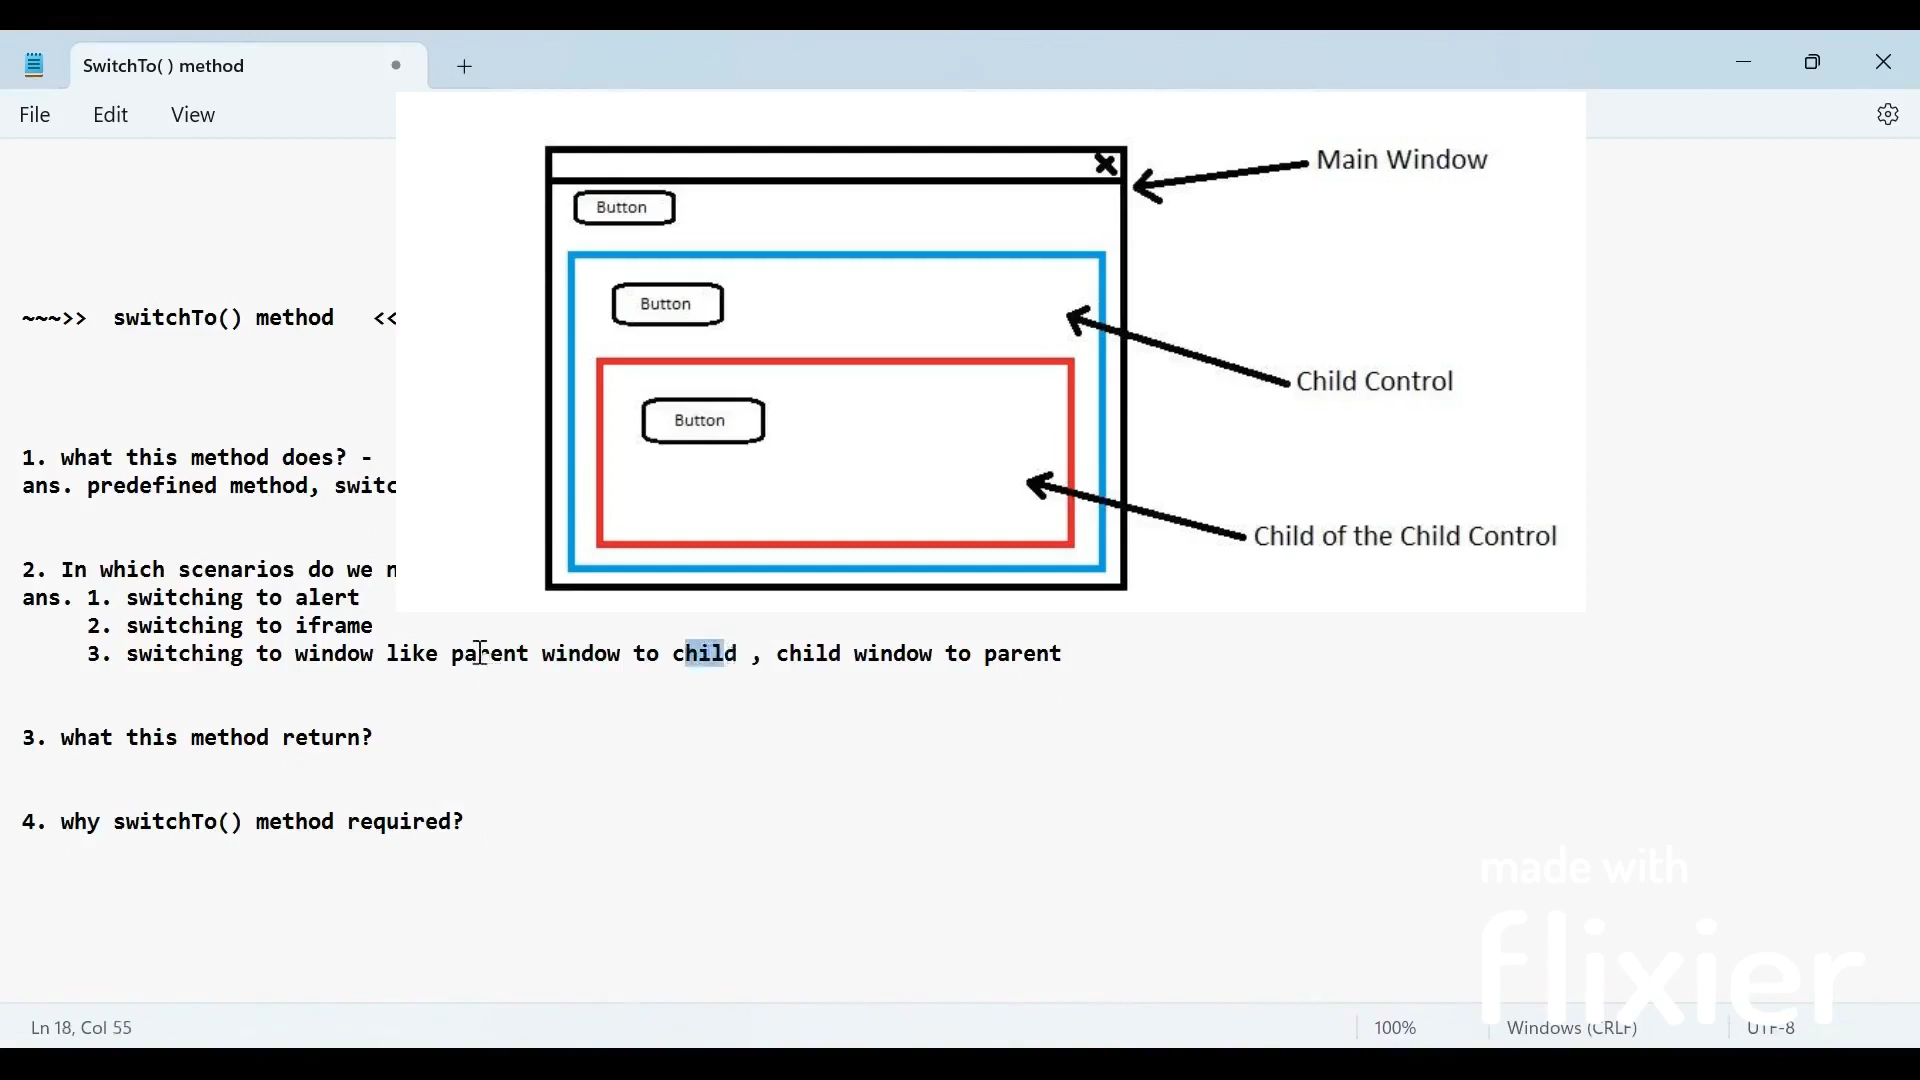 SwitchTo( ) method
File Edit View
Main Window
Button
Button
Child Control
Button
Child of the Child Control
~~~>> switchTo() method <<
1. what this method does? -
ans. predefined method, switc
2. In which scenarios do we n
ans. 1. switching to alert
2. switching to iframe
3. switching to window like parent window to child , child window to parent
3. what this method return?
4. why switchTo() method required?
made with
flixier
Ln 18, Col 55
100%
Windows (CRLF)
UTF-8